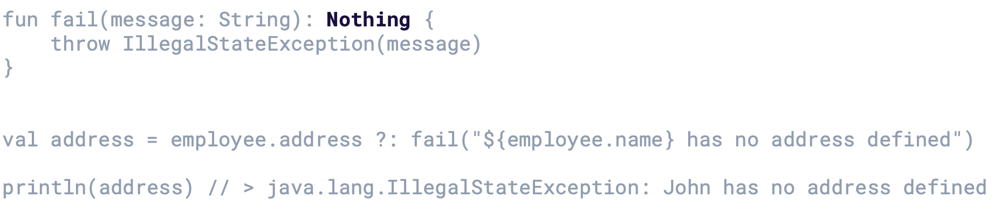 fun fail(message: String): Nothing {
    throw IllegalStateException(message)
}
val address = employee.address ?: fail("${employee.name} has no address defined")
println(address) // > java.lang.IllegalStateException: John has no address defined